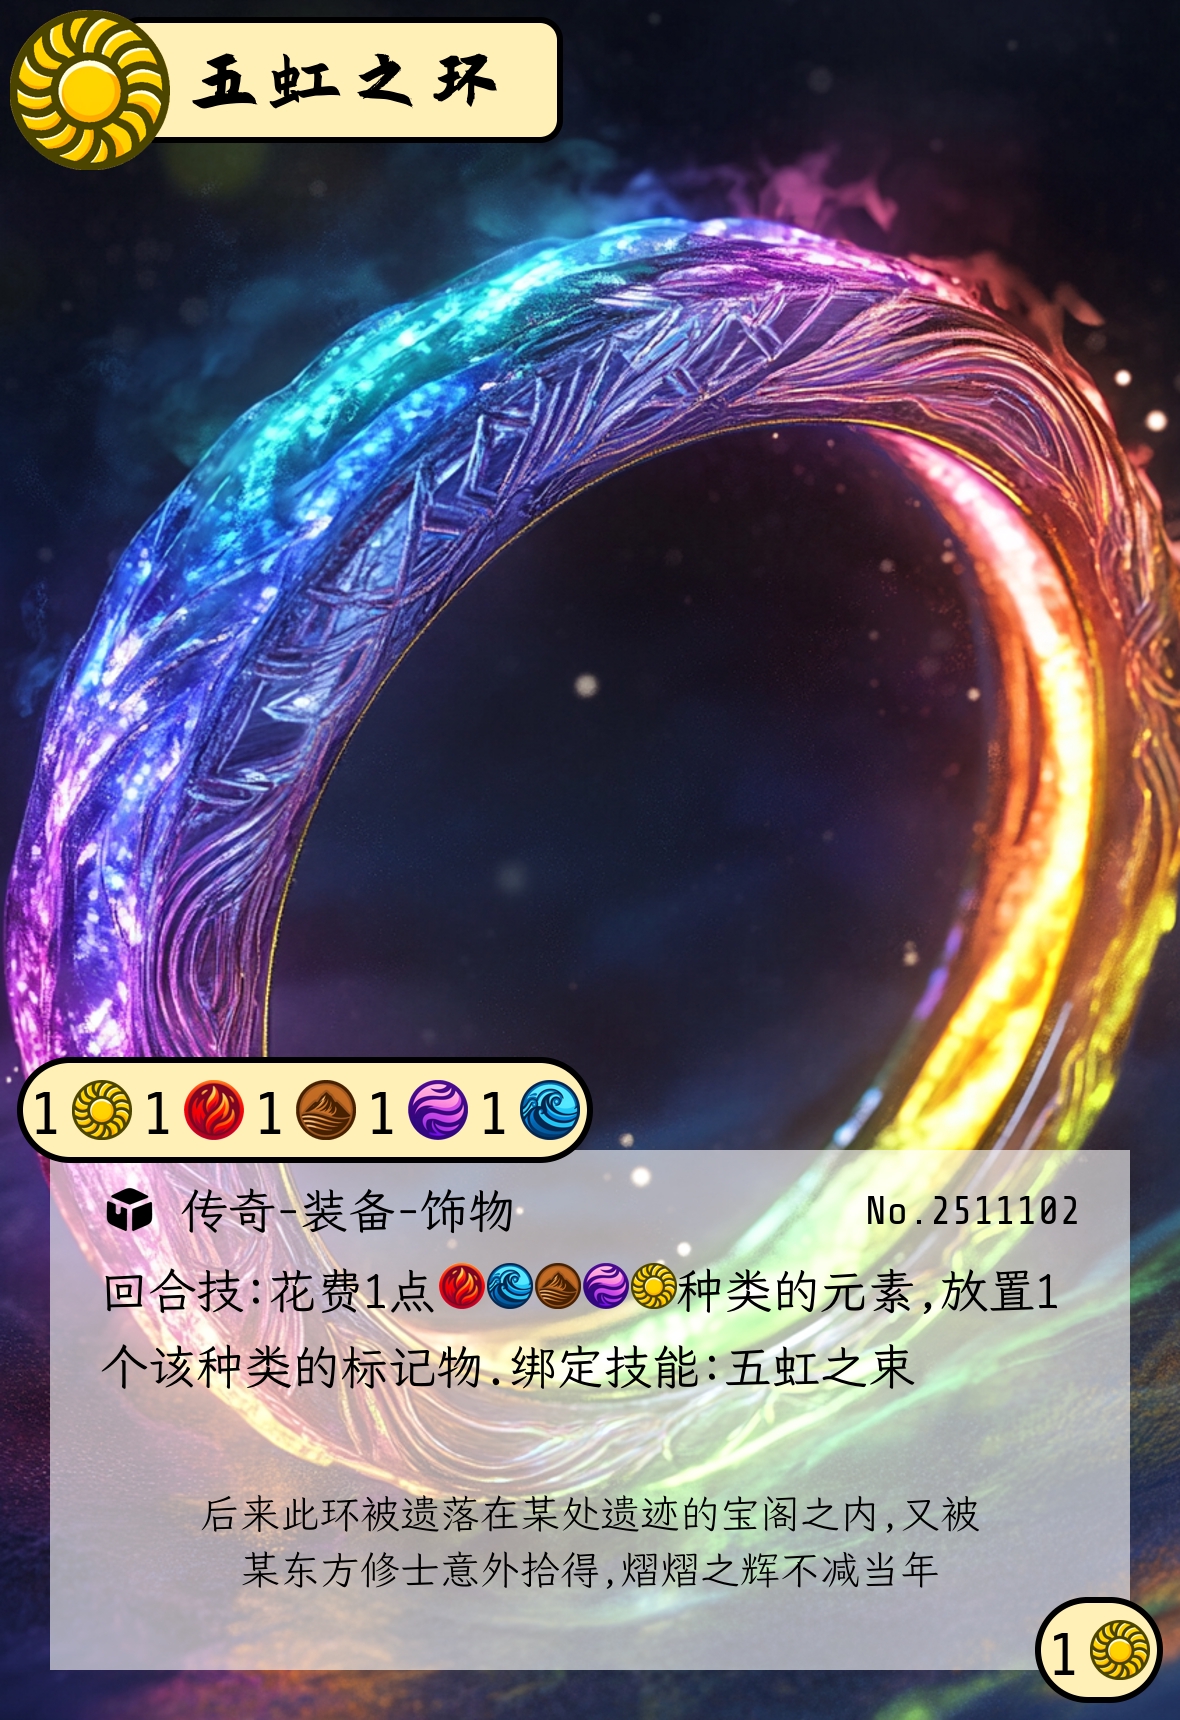 五虹之环
1 1 1 1 1
传奇-装备-饰物
No.2511102
回合技:花费1点种类的元素,放置1
个该种类的标记物.绑定技能:五虹之束
后来此环被遗落在某处遗迹的宝阁之内,又被
某东方修士意外拾得,熠熠之辉不减当年
1